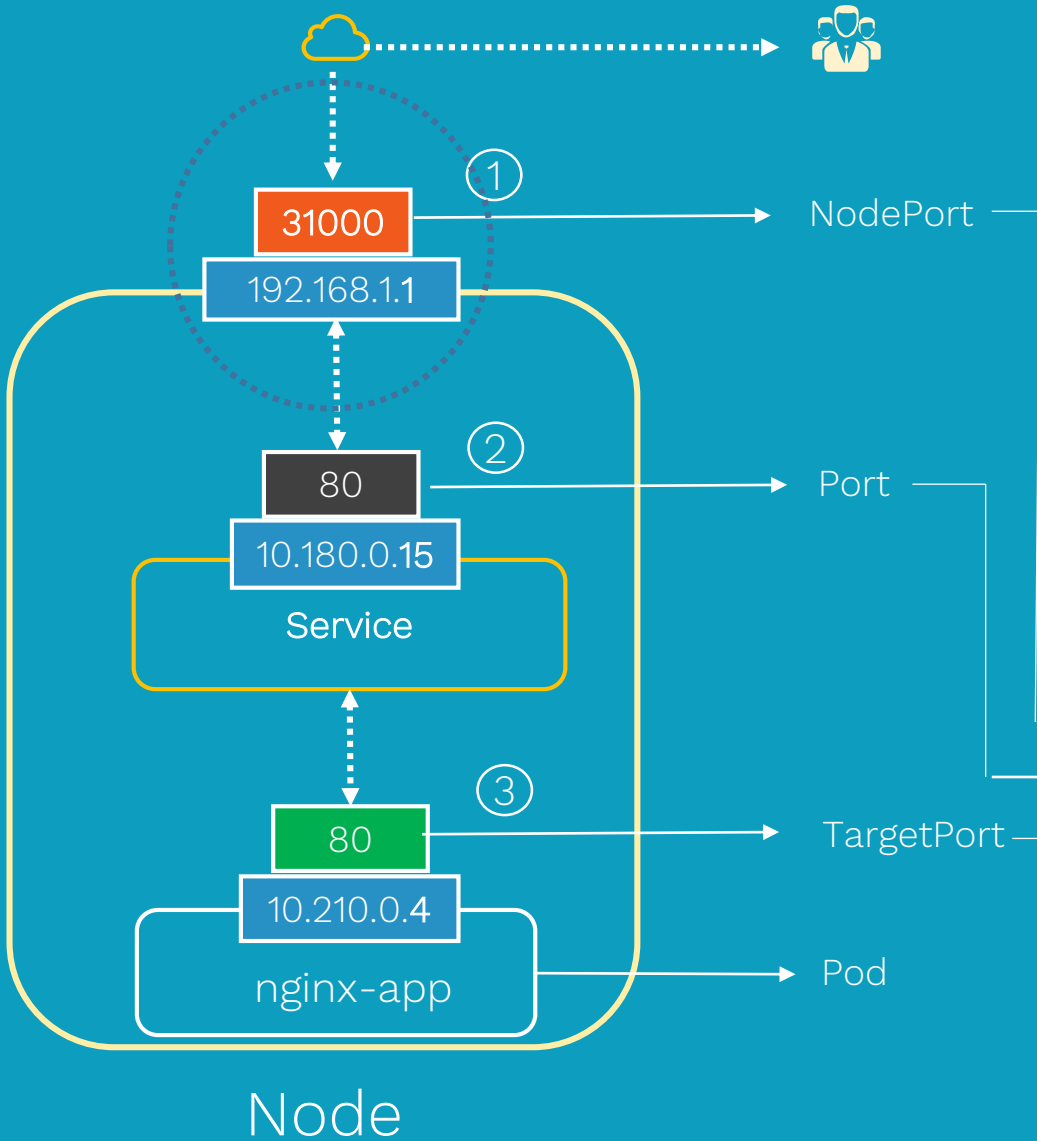 1
31000
NodePort
192.168.1.1
2
80
Port
10.180.0.15
Service
3
80
TargetPort
10.210.0.4
nginx-app
Pod
Node